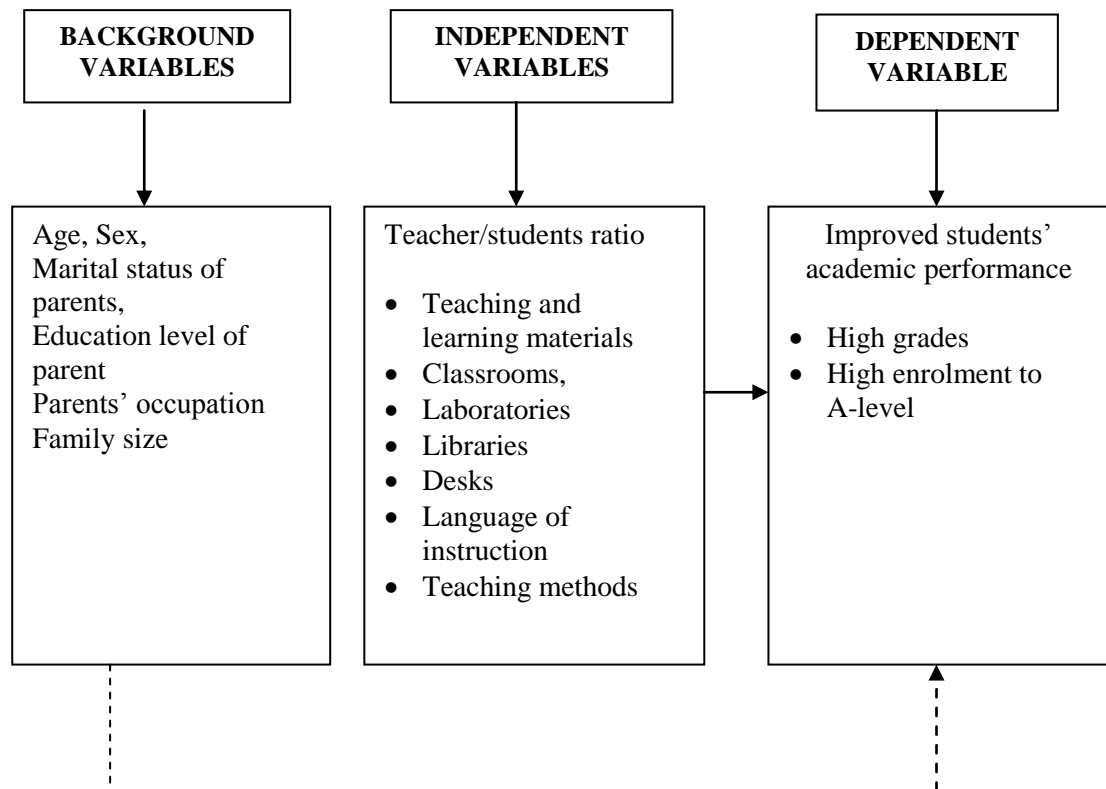 BACKGROUND
VARIABLES
INDEPENDENT
VARIABLES
DEPENDENT
VARIABLE
Age, Sex,
Marital status of
parents,
Education level of
parent
Parents’ occupation
Family size
Teacher/students ratio
• Teaching and
learning materials
• Classrooms,
• Laboratories
• Libraries
• Desks
• Language of
instruction
• Teaching methods
Improved students’
academic performance
• High grades
• High enrolment to
A-level